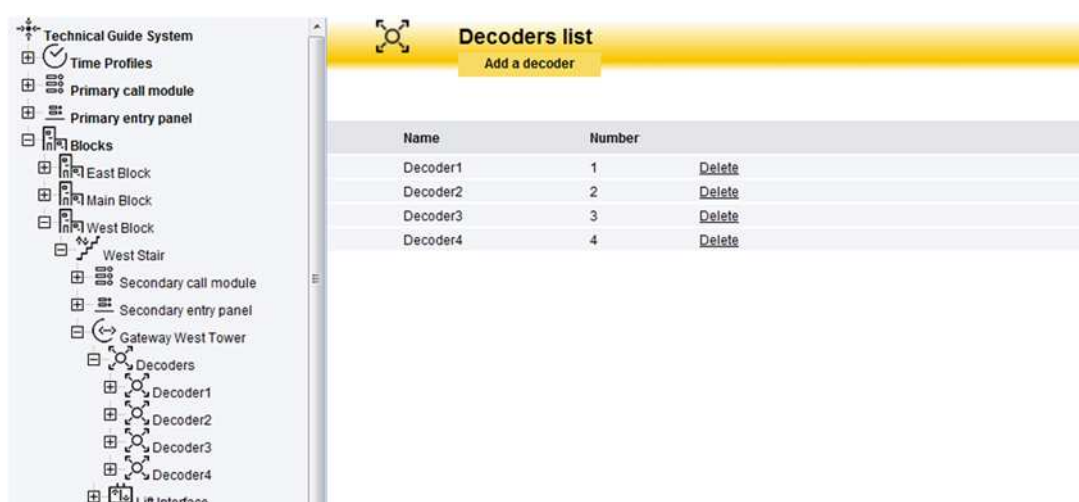 Technical Guide System
Time Profiles
Primary call module
Primary entry panel
Blocks
East Block
Main Block
West Block
West Stair
Secondary call module
Secondary entry panel
Gateway West Tower
Decoders
Decoder1
Decoder2
Decoder3
Decoder4
Lift Interface
Decoders list
Add a decoder
Name Number
Decoder1 1 Delete
Decoder2 2 Delete
Decoder3 3 Delete
Decoder4 4 Delete